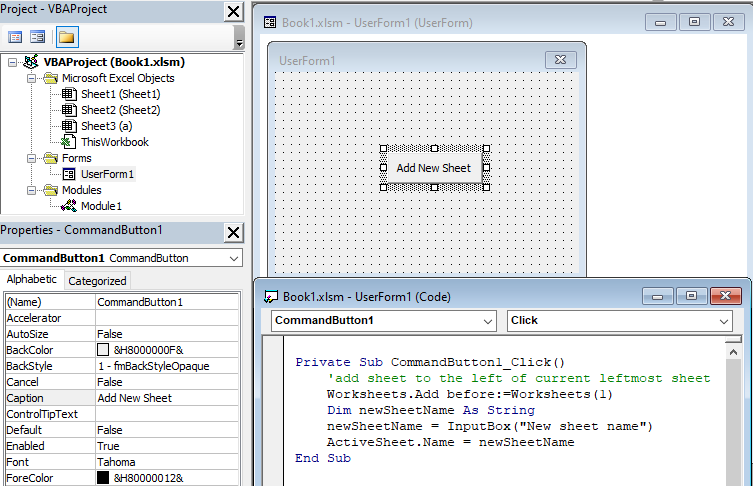 Project - VBAProject
VBAProject (Book1.xlsm)
Microsoft Excel Objects
Sheet1 (Sheet1)
Sheet2 (Sheet2)
Sheet3 (a)
ThisWorkbook
Forms
UserForm1
Modules
Module1
Properties - CommandButton1
CommandButton1 CommandButton
Alphabetic Categorized
(Name) CommandButton1
Accelerator
AutoSize False
BackColor &H8000000F&
BackStyle 1 - fmBackStyleOpaque
Cancel False
Caption Add New Sheet
ControlTipText
Default False
Enabled True
Font Tahoma
ForeColor &H80000012&
Book1.xlsm - UserForm1 (UserForm)
UserForm1
Add New Sheet
Book1.xlsm - UserForm1 (Code)
CommandButton1 Click
Private Sub CommandButton1_Click()
'add sheet to the left of current leftmost sheet
Worksheets.Add before:=Worksheets(1)
Dim newSheetName As String
newSheetName = InputBox("New sheet name")
ActiveSheet.Name = newSheetName
End Sub